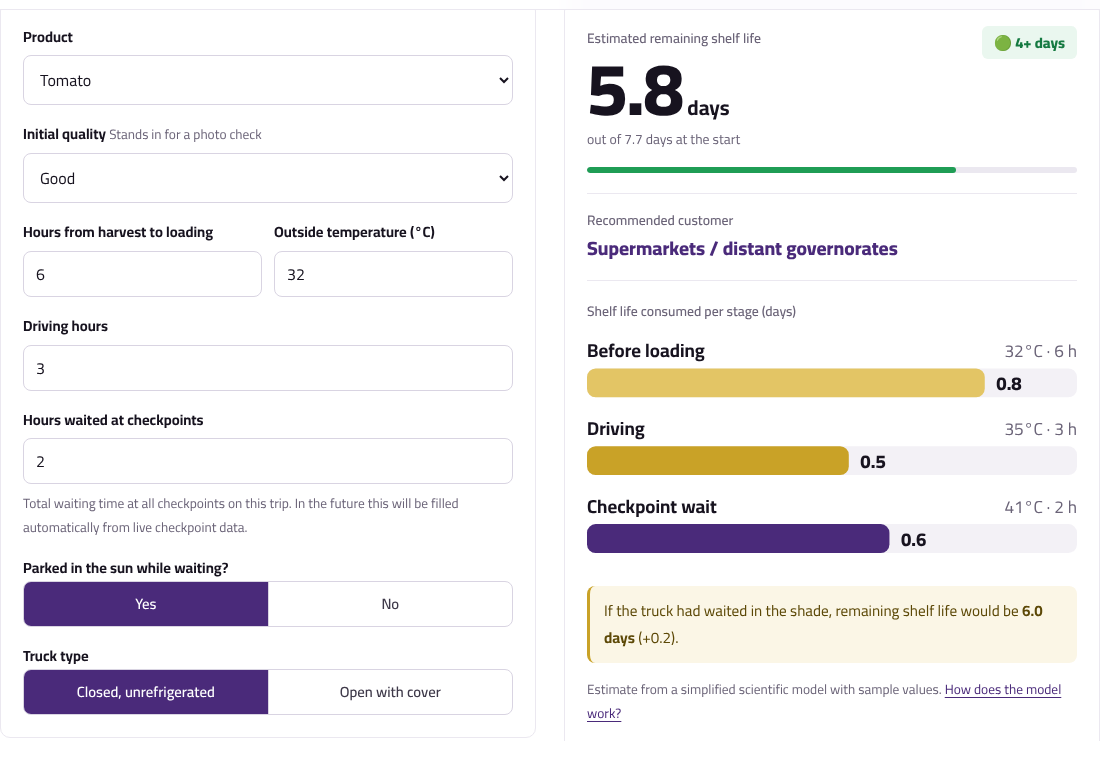 Product
Tomato
Initial quality Stands in for a photo check
Good
Hours from harvest to loading
Outside temperature (°C)
6
32
Driving hours
3
Hours waited at checkpoints
2
Total waiting time at all checkpoints on this trip. In the future this will be filled
automatically from live checkpoint data.
Parked in the sun while waiting?
Yes
No
Truck type
Closed, unrefrigerated
Open with cover
Estimated remaining shelf life
4+ days
5.8 days
out of 7.7 days at the start
Recommended customer
Supermarkets / distant governorates
Shelf life consumed per stage (days)
Before loading
32°C · 6 h
0.8
Driving
35°C · 3 h
0.5
Checkpoint wait
41°C · 2 h
0.6
If the truck had waited in the shade, remaining shelf life would be 6.0
days (+0.2).
Estimate from a simplified scientific model with sample values. How does the model
work?